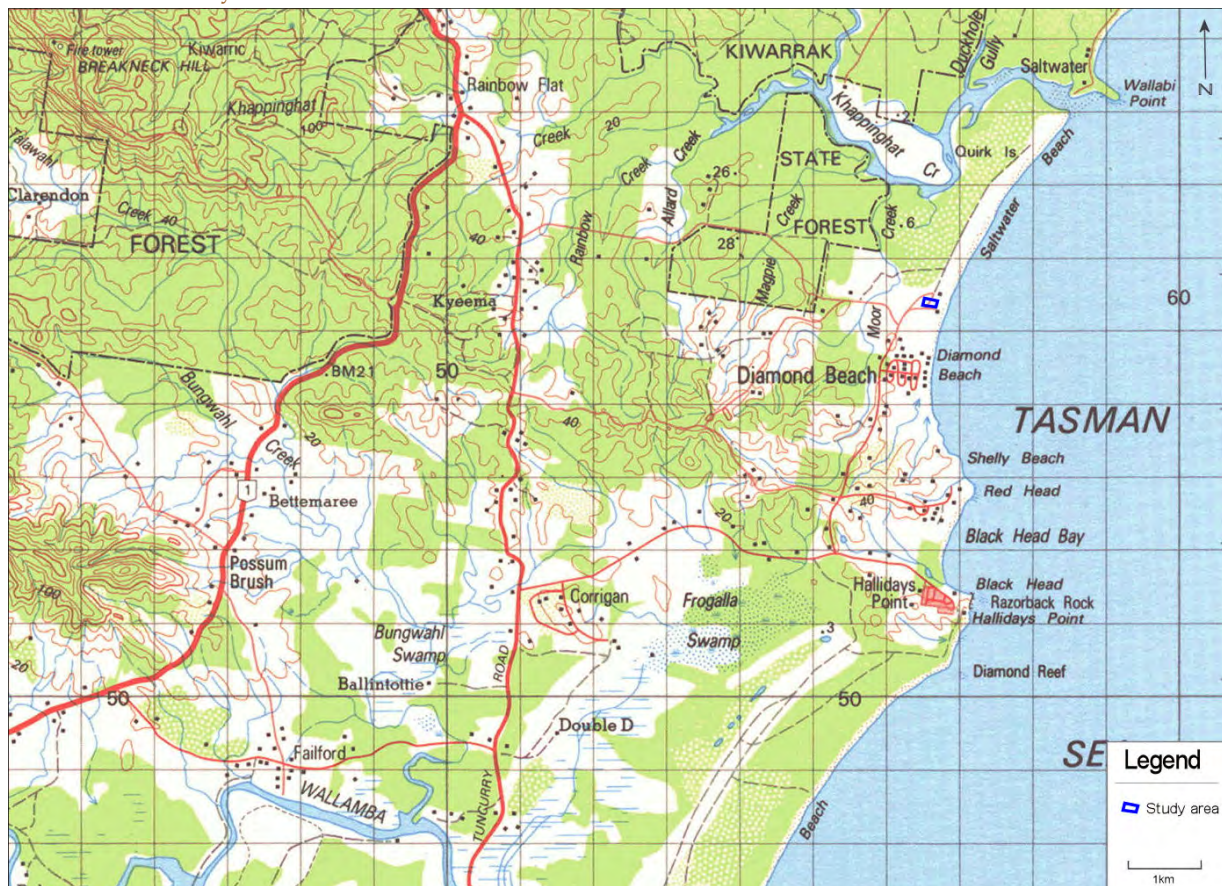 Fire tower
BREAKNECK HILL
Kiwarric
Khappinghat
100
Rainbow Flat
Creek
20
Creek
Creek
KIWARRAK
Duckhole
Gully
Saltwater
Wallabi
Point
N
Khappinghat
Cr
2
Quirk Is.
Beach
Saltwater
STATE
FOREST
26
28
Allard
Creek
Creek
6
Magpie
Rainbow
Talawahl
Clarendon
Creek 40
FOREST
40
Kyeema
60
Moor
Diamond
Beach
Diamond Beach
50
BM21
Bungwahl
Creek
20
40
TASMAN
Shelly Beach
Red Head
40
20
Black Head Bay
1
Bettemaree
Possum
Brush
100
Corrigan
Frogalla
Swamp
Hallidays
Point
Black Head
Razorback Rock
Hallidays Point
3
Bungwahl
Swamp
Ballintottie
ROAD
Diamond Reef
20
50
50
Double D
Failford
WALLAMBA
TUNCURRY
Beach
SE
Legend
Study area
1km